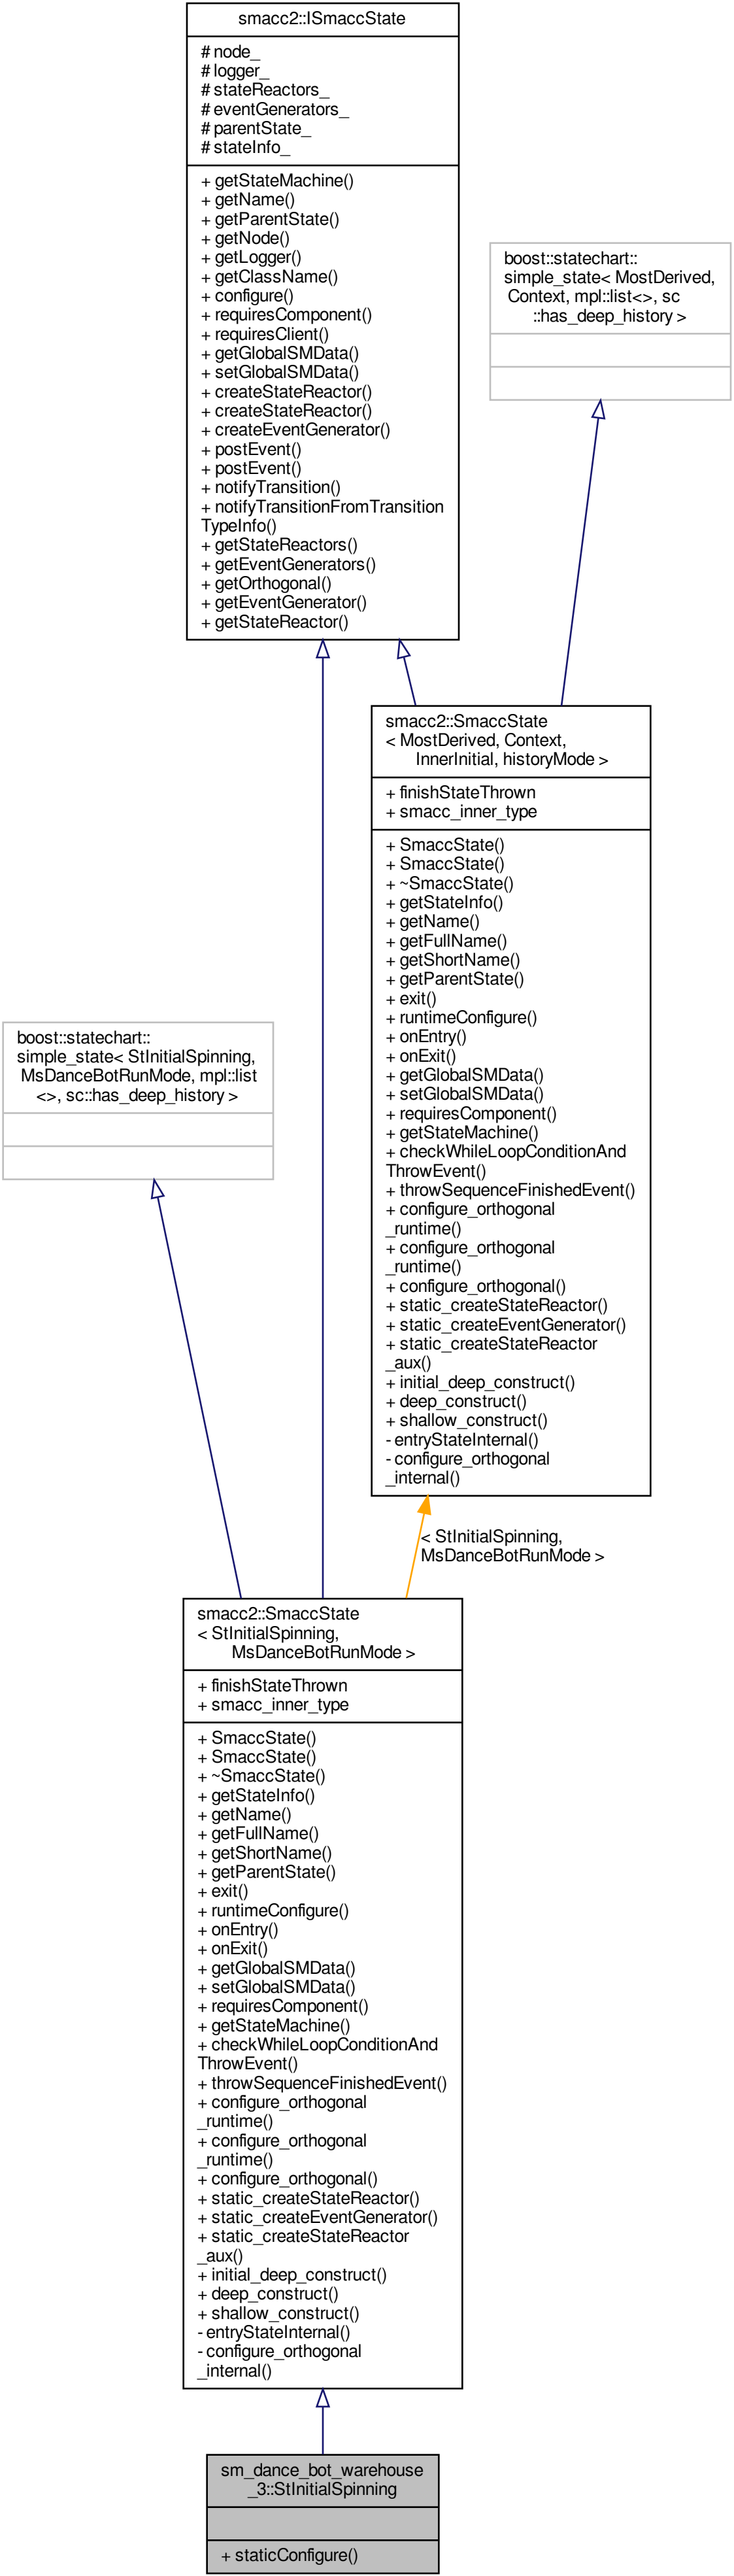 smacc2::ISmaccState
# node_
# logger_
# stateReactors_
# eventGenerators_
# parentState_
# stateInfo_
+ getStateMachine()
+ getName()
+ getParentState()
+ getNode()
+ getLogger()
+ getClassName()
+ configure()
+ requiresComponent()
+ requiresClient()
+ getGlobalSMData()
+ setGlobalSMData()
+ createStateReactor()
+ createStateReactor()
+ createEventGenerator()
+ postEvent()
+ postEvent()
+ notifyTransition()
+ notifyTransitionFromTransition
TypeInfo()
+ getStateReactors()
+ getEventGenerators()
+ getOrthogonal()
+ getEventGenerator()
+ getStateReactor()
boost::statechart::
simple_state< MostDerived,
Context, mpl::list<>, sc
::has_deep_history >
smacc2::SmaccState
< MostDerived, Context,
InnerInitial, historyMode >
+ finishStateThrown
+ smacc_inner_type
+ SmaccState()
+ SmaccState()
+ ~SmaccState()
+ getStateInfo()
+ getName()
+ getFullName()
+ getShortName()
+ getParentState()
+ exit()
+ runtimeConfigure()
+ onEntry()
+ onExit()
+ getGlobalSMData()
+ setGlobalSMData()
+ requiresComponent()
+ getStateMachine()
+ checkWhileLoopConditionAnd
ThrowEvent()
+ throwSequenceFinishedEvent()
+ configure_orthogonal
_runtime()
+ configure_orthogonal
_runtime()
+ configure_orthogonal()
+ static_createStateReactor()
+ static_createEventGenerator()
+ static_createStateReactor
_aux()
+ initial_deep_construct()
+ deep_construct()
+ shallow_construct()
- entryStateInternal()
- configure_orthogonal
_internal()
boost::statechart::
simple_state< StInitialSpinning,
MsDanceBotRunMode, mpl::list
<>, sc::has_deep_history >
< StInitialSpinning,
MsDanceBotRunMode >
smacc2::SmaccState
< StInitialSpinning,
MsDanceBotRunMode >
+ finishStateThrown
+ smacc_inner_type
+ SmaccState()
+ SmaccState()
+ ~SmaccState()
+ getStateInfo()
+ getName()
+ getFullName()
+ getShortName()
+ getParentState()
+ exit()
+ runtimeConfigure()
+ onEntry()
+ onExit()
+ getGlobalSMData()
+ setGlobalSMData()
+ requiresComponent()
+ getStateMachine()
+ checkWhileLoopConditionAnd
ThrowEvent()
+ throwSequenceFinishedEvent()
+ configure_orthogonal
_runtime()
+ configure_orthogonal
_runtime()
+ configure_orthogonal()
+ static_createStateReactor()
+ static_createEventGenerator()
+ static_createStateReactor
_aux()
+ initial_deep_construct()
+ deep_construct()
+ shallow_construct()
- entryStateInternal()
- configure_orthogonal
_internal()
sm_dance_bot_warehouse
_3::StInitialSpinning
+ staticConfigure()